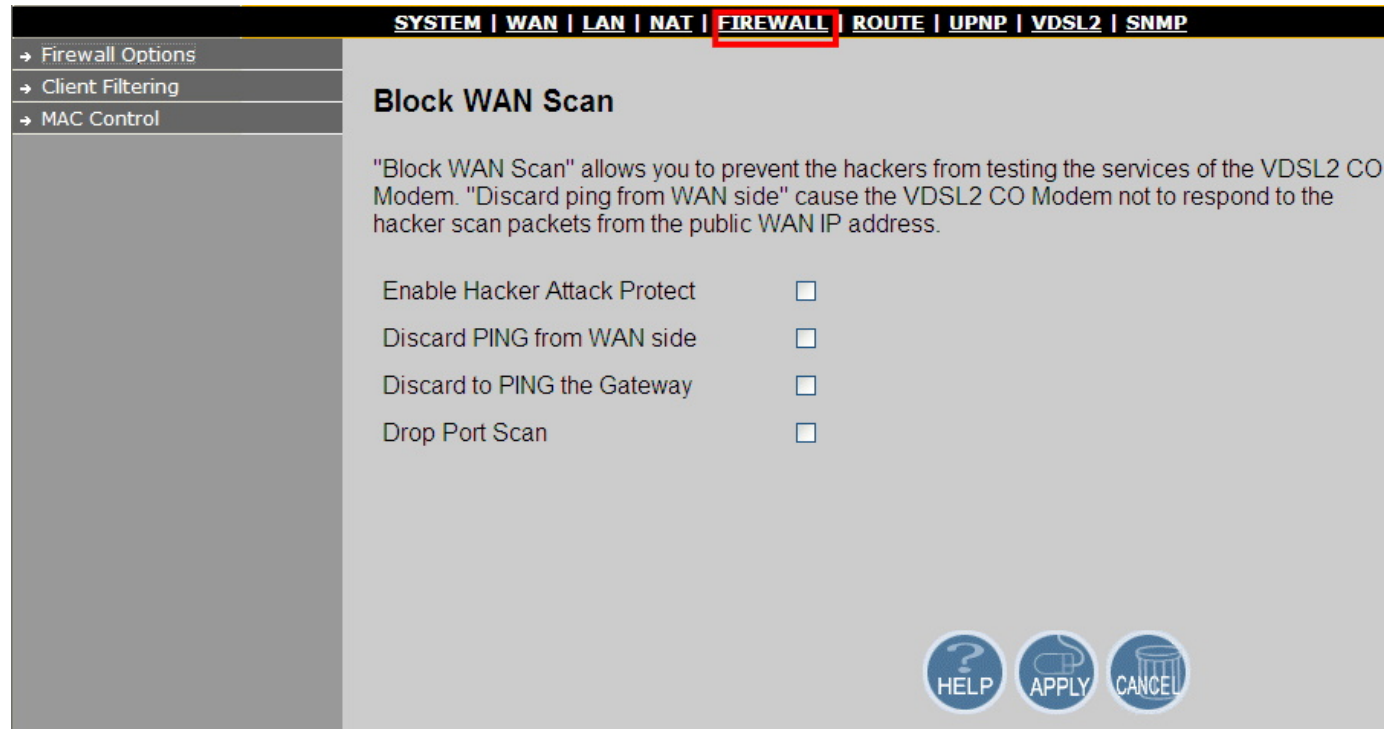 SYSTEM | WAN | LAN | NAT | FIREWALL | ROUTE | UPNP | VDSL2 | SNMP
Firewall Options
Client Filtering
MAC Control
Block WAN Scan
"Block WAN Scan" allows you to prevent the hackers from testing the services of the VDSL2 CO
Modem. "Discard ping from WAN side" cause the VDSL2 CO Modem not to respond to the
hacker scan packets from the public WAN IP address.
Enable Hacker Attack Protect
Discard PING from WAN side
Discard to PING the Gateway
Drop Port Scan
HELP APPLY CANCEL